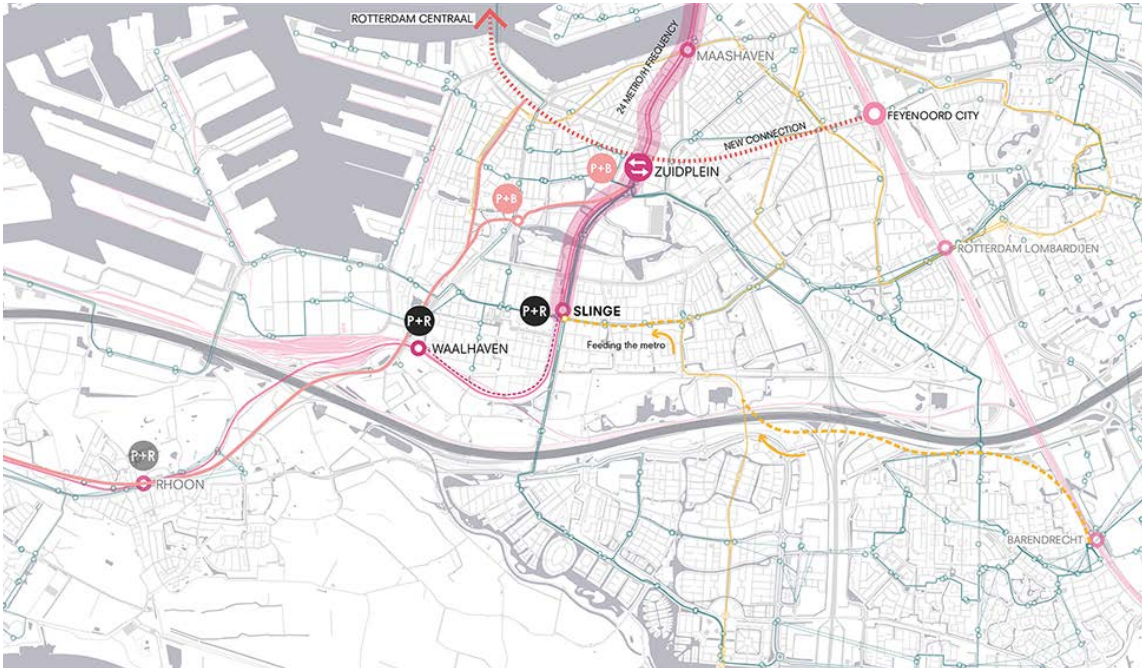 ROTTERDAM CENTRAAL
24 METRO/H FREQUENCY
MAASHAVEN
FEYENOORD CITY
NEW CONNECTION
P+B
ZUIDPLEIN
P+B
ROTTERDAM LOMBARDIJEN
P+R
P+R
SLINGE
WAALHAVEN
Feeding the metro
P+R
RHOON
BARENDRECHT